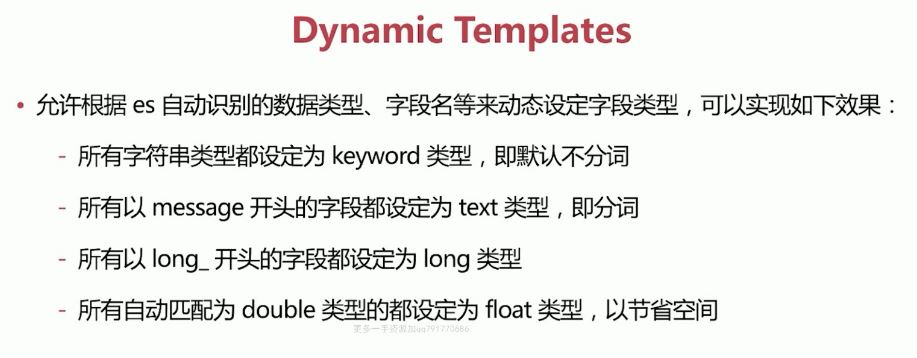 Dynamic Templates
• 允许根据 es 自动识别的数据类型、字段名等来动态设定字段类型，可以实现如下效果：
- 所有字符串类型都设定为 keyword 类型，即默认不分词
- 所有以 message 开头的字段都设定为 text 类型，即分词
- 所有以 long_ 开头的字段都设定为 long 类型
- 所有自动匹配为 double 类型的都设定为 float 类型，以节省空间
更多一手资源加qq791770686